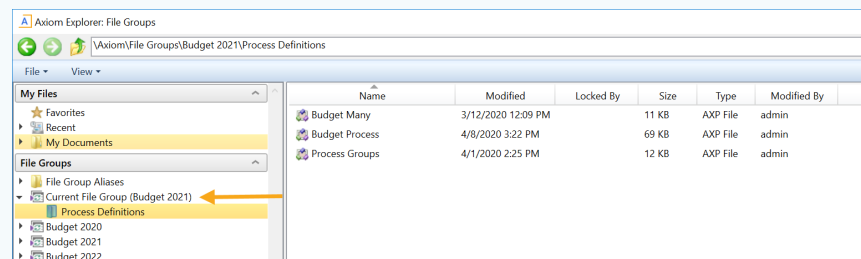 Axiom Explorer: File Groups
\Axiom\File Groups\Budget 2021\Process Definitions
File View
My Files
Favorites
Recent
My Documents
File Groups
File Group Aliases
Current File Group (Budget 2021)
Process Definitions
Budget 2020
Budget 2021
Budget 2022
Name Modified Locked By Size Type Modified By
Budget Many 3/12/2020 12:09 PM 11 KB AXP File admin
Budget Process 4/8/2020 3:22 PM 69 KB AXP File admin
Process Groups 4/1/2020 2:25 PM 12 KB AXP File admin